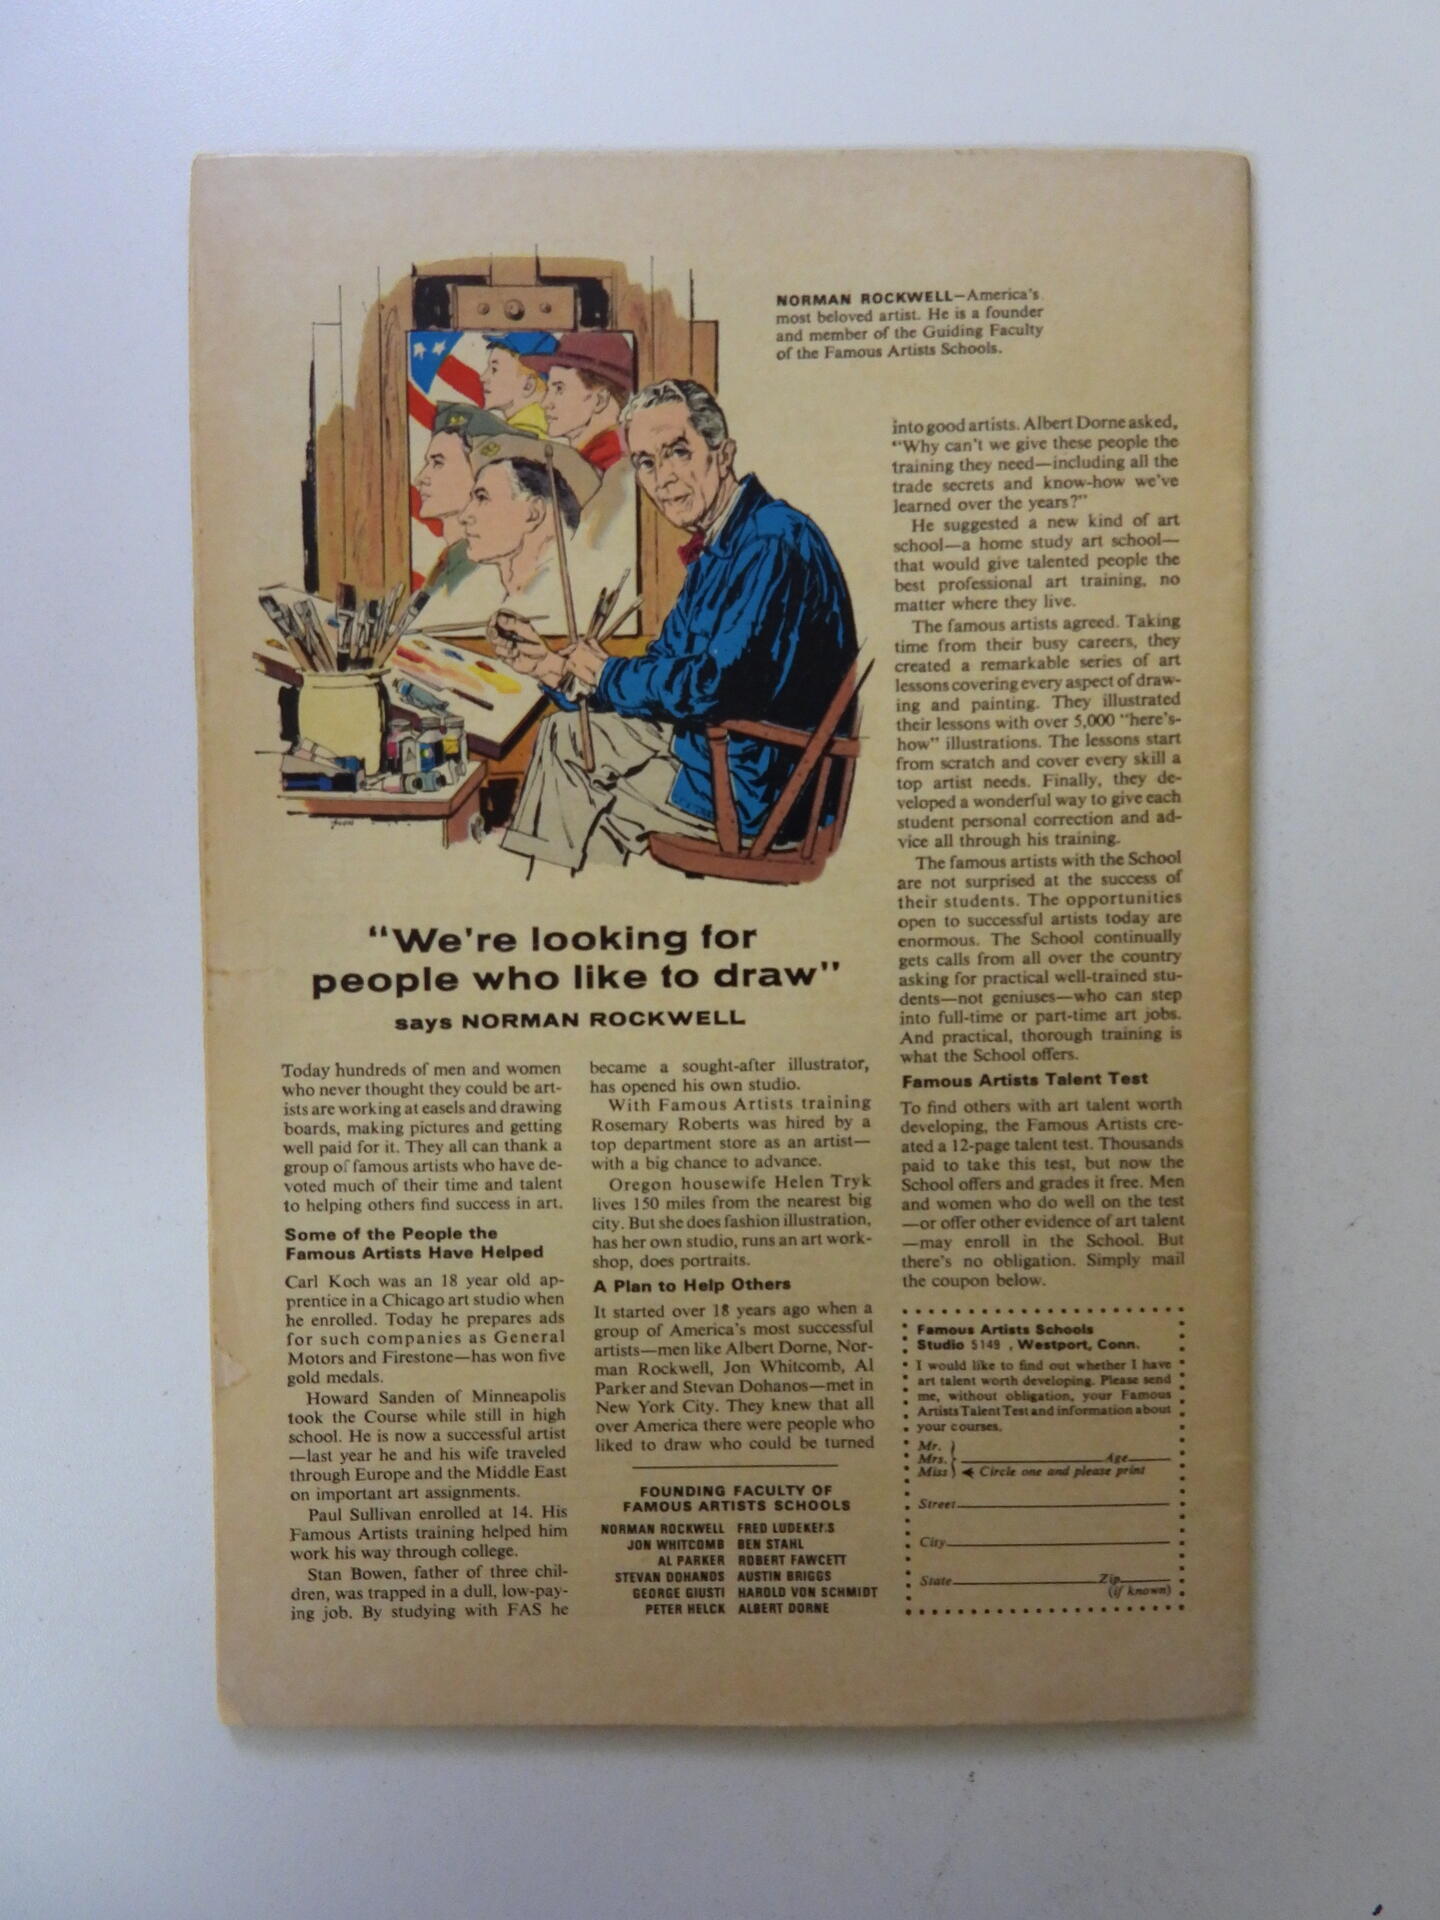 NORMAN ROCKWELL—America's
most beloved artist. He is a founder
and member of the Guiding Faculty
of the Famous Artists Schools.
"We're looking for
people who like to draw"
says NORMAN ROCKWELL
Today hundreds of men and women
who never thought they could be art-
ists are working at easels and drawing
boards, making pictures and getting
well paid for it. They all can thank a
group of famous artists who have de-
voted much of their time and talent
to helping others find success in art.
Some of the People the
Famous Artists Have Helped
Carl Koch was an 18 year old ap-
prentice in a Chicago art studio when
he enrolled. Today he prepares ads
for such companies as General
Motors and Firestone—has won five
gold medals.
Howard Sanden of Minneapolis
took the Course while still in high
school. He is now a successful artist
—last year he and his wife traveled
through Europe and the Middle East
on important art assignments.
Paul Sullivan enrolled at 14. His
Famous Artists training helped him
work his way through college.
Stan Bowen, father of three chil-
dren, was trapped in a dull, low-pay-
ing job. By studying with FAS he
became a sought-after illustrator,
has opened his own studio.
With Famous Artists training
Rosemary Roberts was hired by a
top department store as an artist—
with a big chance to advance.
Oregon housewife Helen Tryk
lives 150 miles from the nearest big
city. But she does fashion illustration,
has her own studio, runs an art work-
shop, does portraits.
A Plan to Help Others
It started over 18 years ago when a
group of America's most successful
artists—men like Albert Dorne, Nor-
man Rockwell, Jon Whitcomb, Al
Parker and Stevan Dohanos—met in
New York City. They knew that all
over America there were people who
liked to draw who could be turned
FOUNDING FACULTY OF
FAMOUS ARTISTS SCHOOLS
NORMAN ROCKWELL FRED LUDEKENS
JON WHITCOMB BEN STAHL
AL PARKER ROBERT FAWCETT
STEVAN DOHANOS AUSTIN BRIGGS
GEORGE GIUSTI HAROLD VON SCHMIDT
PETER HELCK ALBERT DORNE
into good artists. Albert Dorne asked,
"Why can't we give these people the
training they need—including all the
trade secrets and know-how we've
learned over the years?"
He suggested a new kind of art
school—a home study art school—
that would give talented people the
best professional art training, no
matter where they live.
The famous artists agreed. Taking
time from their busy careers, they
created a remarkable series of art
lessons covering every aspect of draw-
ing and painting. They illustrated
their lessons with over 5,000 "here's-
how" illustrations. The lessons start
from scratch and cover every skill a
top artist needs. Finally, they de-
veloped a wonderful way to give each
student personal correction and ad-
vice all through his training.
The famous artists with the School
are not surprised at the success of
their students. The opportunities
open to successful artists today are
enormous. The School continually
gets calls from all over the country
asking for practical well-trained stu-
dents—not geniuses—who can step
into full-time or part-time art jobs.
And practical, thorough training is
what the School offers.
Famous Artists Talent Test
To find others with art talent worth
developing, the Famous Artists cre-
ated a 12-page talent test. Thousands
paid to take this test, but now the
School offers and grades it free. Men
and women who do well on the test
—or offer other evidence of art talent
—may enroll in the School. But
there's no obligation. Simply mail
the coupon below.
Famous Artists Schools
Studio 5149 , Westport, Conn.
I would like to find out whether I have
art talent worth developing. Please send
me, without obligation, your Famous
Artists Talent Test and information about
your courses.
Mr.
Mrs. Age
Miss Circle one and please print
Street
City
State Zip
(if known)